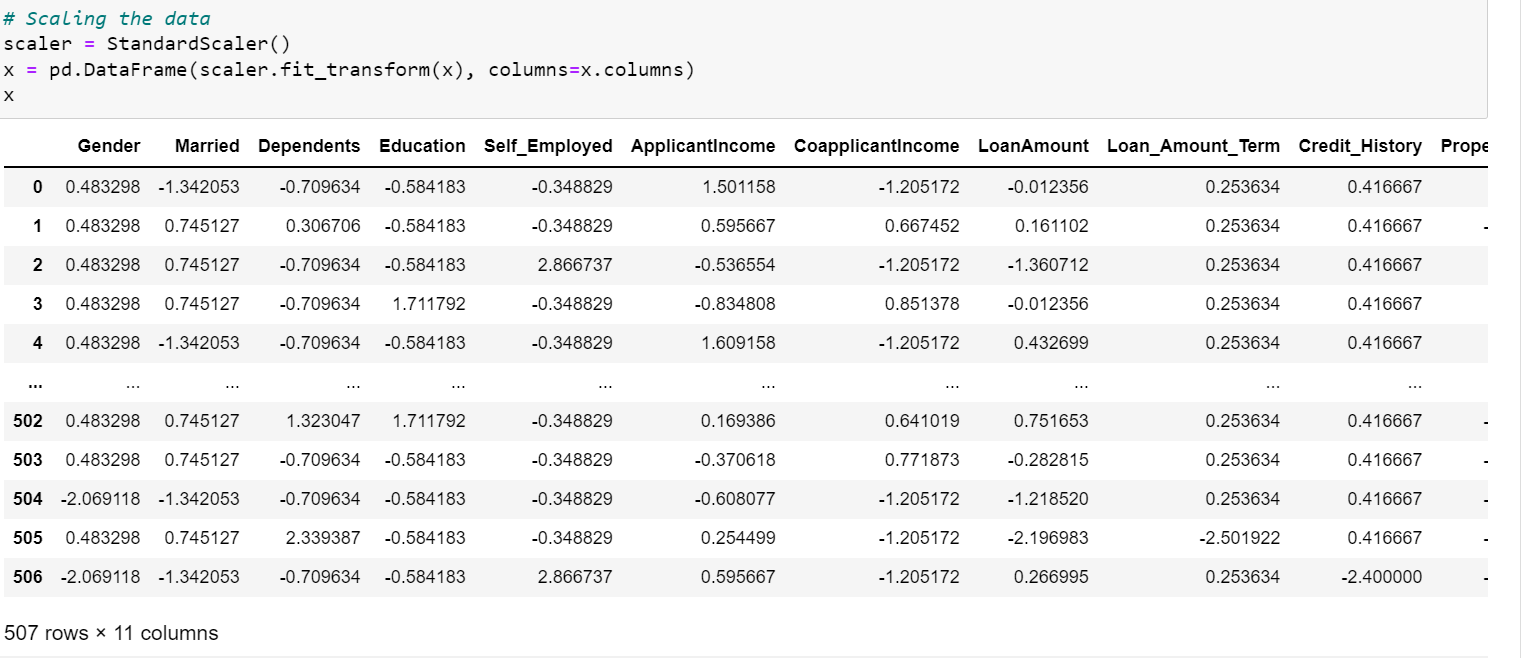 # Scaling the data
scaler = StandardScaler()
x = pd.DataFrame(scaler.fit_transform(x), columns=x.columns)
x
Gender Married Dependents Education Self_Employed ApplicantIncome CoapplicantIncome LoanAmount Loan_Amount_Term Credit_History Prope
0 0.483298 -1.342053 -0.709634 -0.584183 -0.348829 1.501158 -1.205172 -0.012356 0.253634 0.416667
1 0.483298 0.745127 0.306706 -0.584183 -0.348829 0.595667 0.667452 0.161102 0.253634 0.416667 -
2 0.483298 0.745127 -0.709634 -0.584183 2.866737 -0.536554 -1.205172 -1.360712 0.253634 0.416667
3 0.483298 0.745127 -0.709634 1.711792 -0.348829 -0.834808 0.851378 -0.012356 0.253634 0.416667
4 0.483298 -1.342053 -0.709634 -0.584183 -0.348829 1.609158 -1.205172 0.432699 0.253634 0.416667
... ... ... ... ... ... ... ... ... ... ...
502 0.483298 0.745127 1.323047 1.711792 -0.348829 0.169386 0.641019 0.751653 0.253634 0.416667 -
503 0.483298 0.745127 -0.709634 -0.584183 -0.348829 -0.370618 0.771873 -0.282815 0.253634 0.416667 -
504 -2.069118 -1.342053 -0.709634 -0.584183 -0.348829 -0.608077 -1.205172 -1.218520 0.253634 0.416667 -
505 0.483298 0.745127 2.339387 -0.584183 -0.348829 0.254499 -1.205172 -2.196983 -2.501922 0.416667 -
506 -2.069118 -1.342053 -0.709634 -0.584183 2.866737 0.595667 -1.205172 0.266995 0.253634 -2.400000 -
507 rows × 11 columns